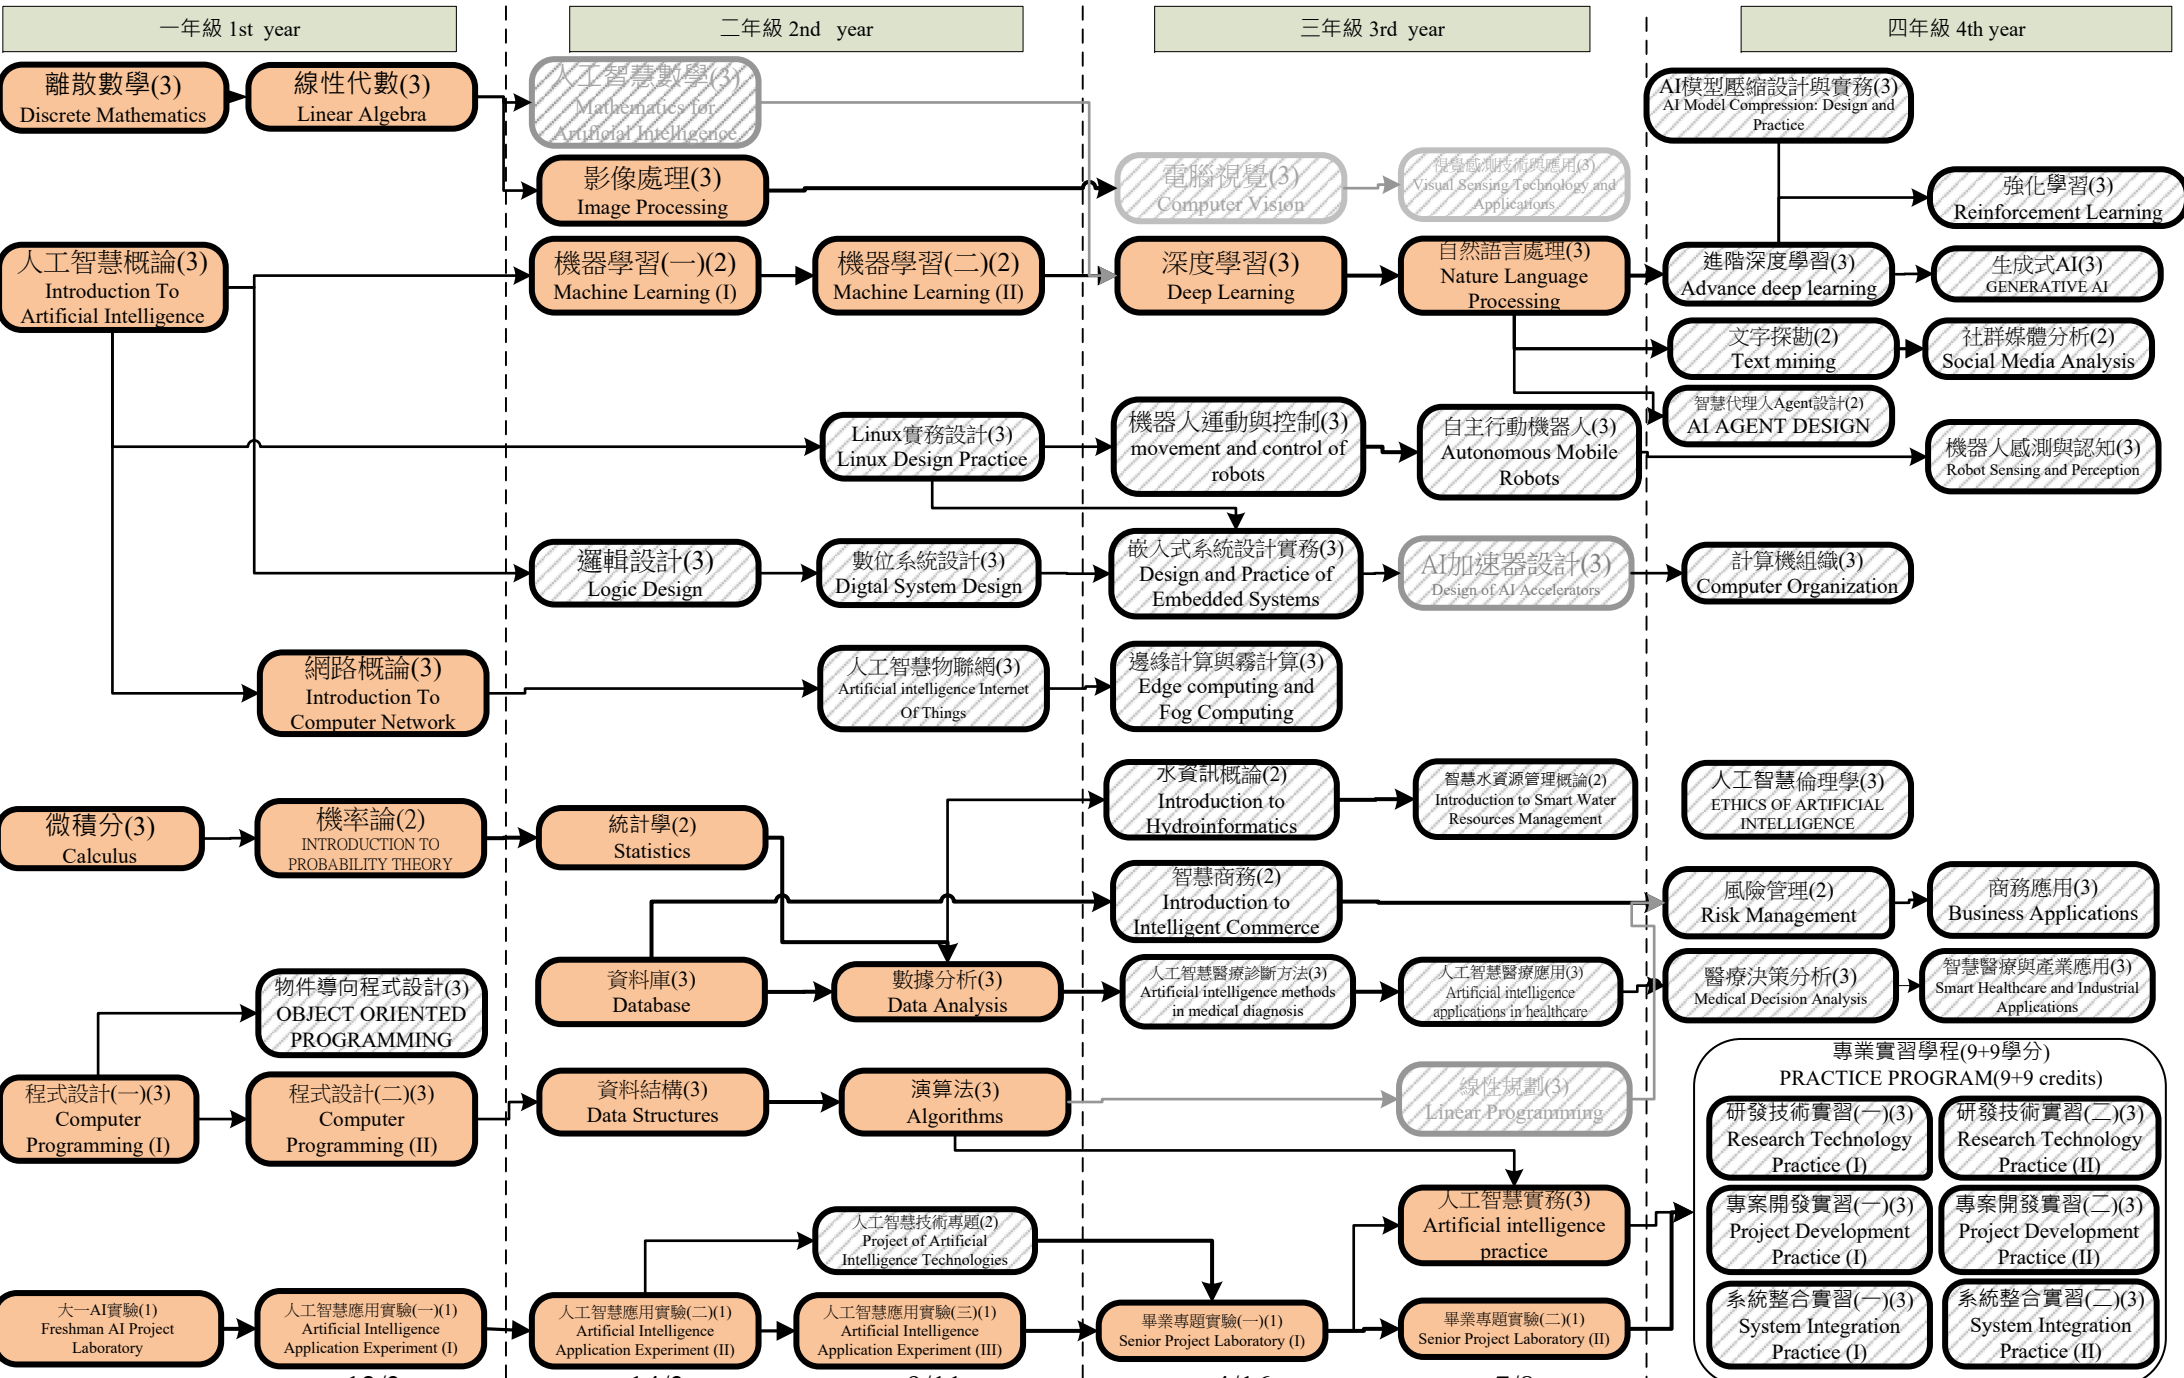 一年級 1st  year
二年級 2nd   year
三年級 3rd  year
四年級 4th year
離散數學(3)
Discrete Mathematics
線性代數(3)
Linear Algebra
人工智慧數學(3)
Mathematics for
Artificial Intelligence
AI模型壓縮設計與實務(3)
AI Model Compression: Design and
Practice
影像處理(3)
Image Processing
電腦視覺(3)
Computer Vision
視覺感測技術與應用(3)
Visual Sensing Technology and
Applications
強化學習(3)
Reinforcement Learning
人工智慧概論(3)
Introduction To
Artificial Intelligence
機器學習(一)(2)
Machine Learning (I)
機器學習(二)(2)
Machine Learning (II)
深度學習(3)
Deep Learning
自然語言處理(3)
Nature Language
Processing
進階深度學習(3)
Advance deep learning
生成式AI(3)
GENERATIVE AI
文字探勘(2)
Text mining
社群媒體分析(2)
Social Media Analysis
智慧代理人Agent設計(2)
AI AGENT DESIGN
Linux實務設計(3)
Linux Design Practice
機器人運動與控制(3)
movement and control of
robots
自主行動機器人(3)
Autonomous Mobile
Robots
機器人感測與認知(3)
Robot Sensing and Perception
邏輯設計(3)
Logic Design
數位系統設計(3)
Digtal System Design
嵌入式系統設計實務(3)
Design and Practice of
Embedded Systems
AI加速器設計(3)
Design of AI Accelerators
計算機組織(3)
Computer Organization
網路概論(3)
Introduction To
Computer Network
人工智慧物聯網(3)
Artificial intelligence Internet
Of Things
邊緣計算與霧計算(3)
Edge computing and
Fog Computing
水資訊概論(2)
Introduction to
Hydroinformatics
智慧水資源管理概論(2)
Introduction to Smart Water
Resources Management
人工智慧倫理學(3)
ETHICS OF ARTIFICIAL
INTELLIGENCE
微積分(3)
Calculus
機率論(2)
INTRODUCTION TO
PROBABILITY THEORY
統計學(2)
Statistics
智慧商務(2)
Introduction to
Intelligent Commerce
風險管理(2)
Risk Management
商務應用(3)
Business Applications
物件導向程式設計(3)
OBJECT ORIENTED
PROGRAMMING
資料庫(3)
Database
數據分析(3)
Data Analysis
人工智慧醫療診斷方法(3)
Artificial intelligence methods
in medical diagnosis
人工智慧醫療應用(3)
Artificial intelligence
applications in healthcare
醫療決策分析(3)
Medical Decision Analysis
智慧醫療與產業應用(3)
Smart Healthcare and Industrial
Applications
程式設計(一)(3)
Computer
Programming (I)
程式設計(二)(3)
Computer
Programming (II)
資料結構(3)
Data Structures
演算法(3)
Algorithms
線性規劃(3)
Linear Programming
專業實習學程(9+9學分)
PRACTICE PROGRAM(9+9 credits)
研發技術實習(一)(3)
Research Technology
Practice (I)
研發技術實習(二)(3)
Research Technology
Practice (II)
人工智慧技術專題(2)
Project of Artificial
Intelligence Technologies
人工智慧實務(3)
Artificial intelligence
practice
專案開發實習(一)(3)
Project Development
Practice (I)
專案開發實習(二)(3)
Project Development
Practice (II)
大一AI實驗(1)
Freshman AI Project
Laboratory
人工智慧應用實驗(一)(1)
Artificial Intelligence
Application Experiment (I)
人工智慧應用實驗(二)(1)
Artificial Intelligence
Application Experiment (II)
人工智慧應用實驗(三)(1)
Artificial Intelligence
Application Experiment (III)
畢業專題實驗(一)(1)
Senior Project Laboratory (I)
畢業專題實驗(二)(1)
Senior Project Laboratory (II)
系統整合實習(一)(3)
System Integration
Practice (I)
系統整合實習(二)(3)
System Integration
Practice (II)